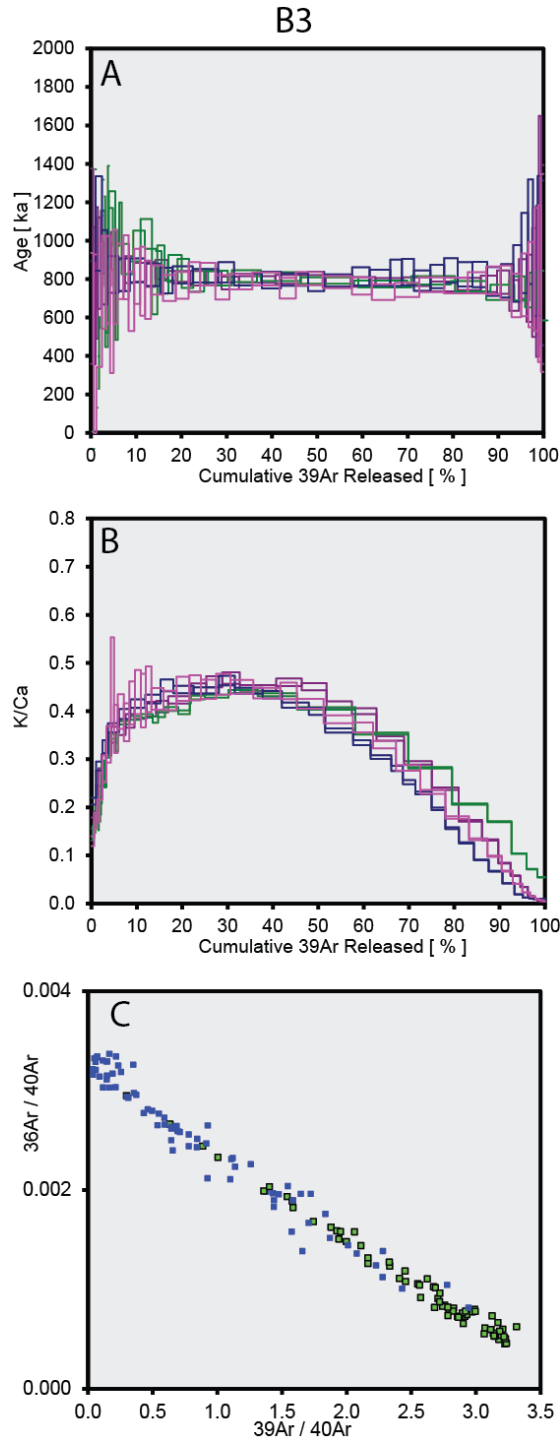 B3
A
2000
1800
1600
1400
1200
1000
800
600
400
200
0
Age [ ka ]
0 10 20 30 40 50 60 70 80 90 100
Cumulative 39Ar Released [ % ]
B
0.8
0.7
0.6
0.5
0.4
0.3
0.2
0.1
0.0
K/Ca
0 10 20 30 40 50 60 70 80 90 100
Cumulative 39Ar Released [ % ]
C
0.004
0.002
0.000
36Ar / 40Ar
0.0 0.5 1.0 1.5 2.0 2.5 3.0 3.5
39Ar / 40Ar